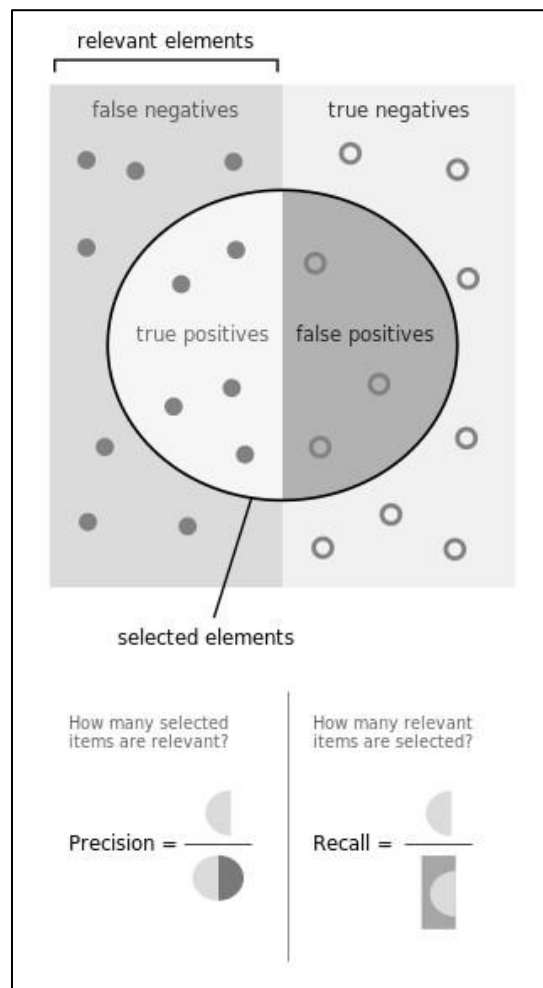 relevant elements
false negatives
true negatives
true positives
false positives
selected elements
How many selected
items are relevant?
Precision =
How many relevant
items are selected?
Recall =